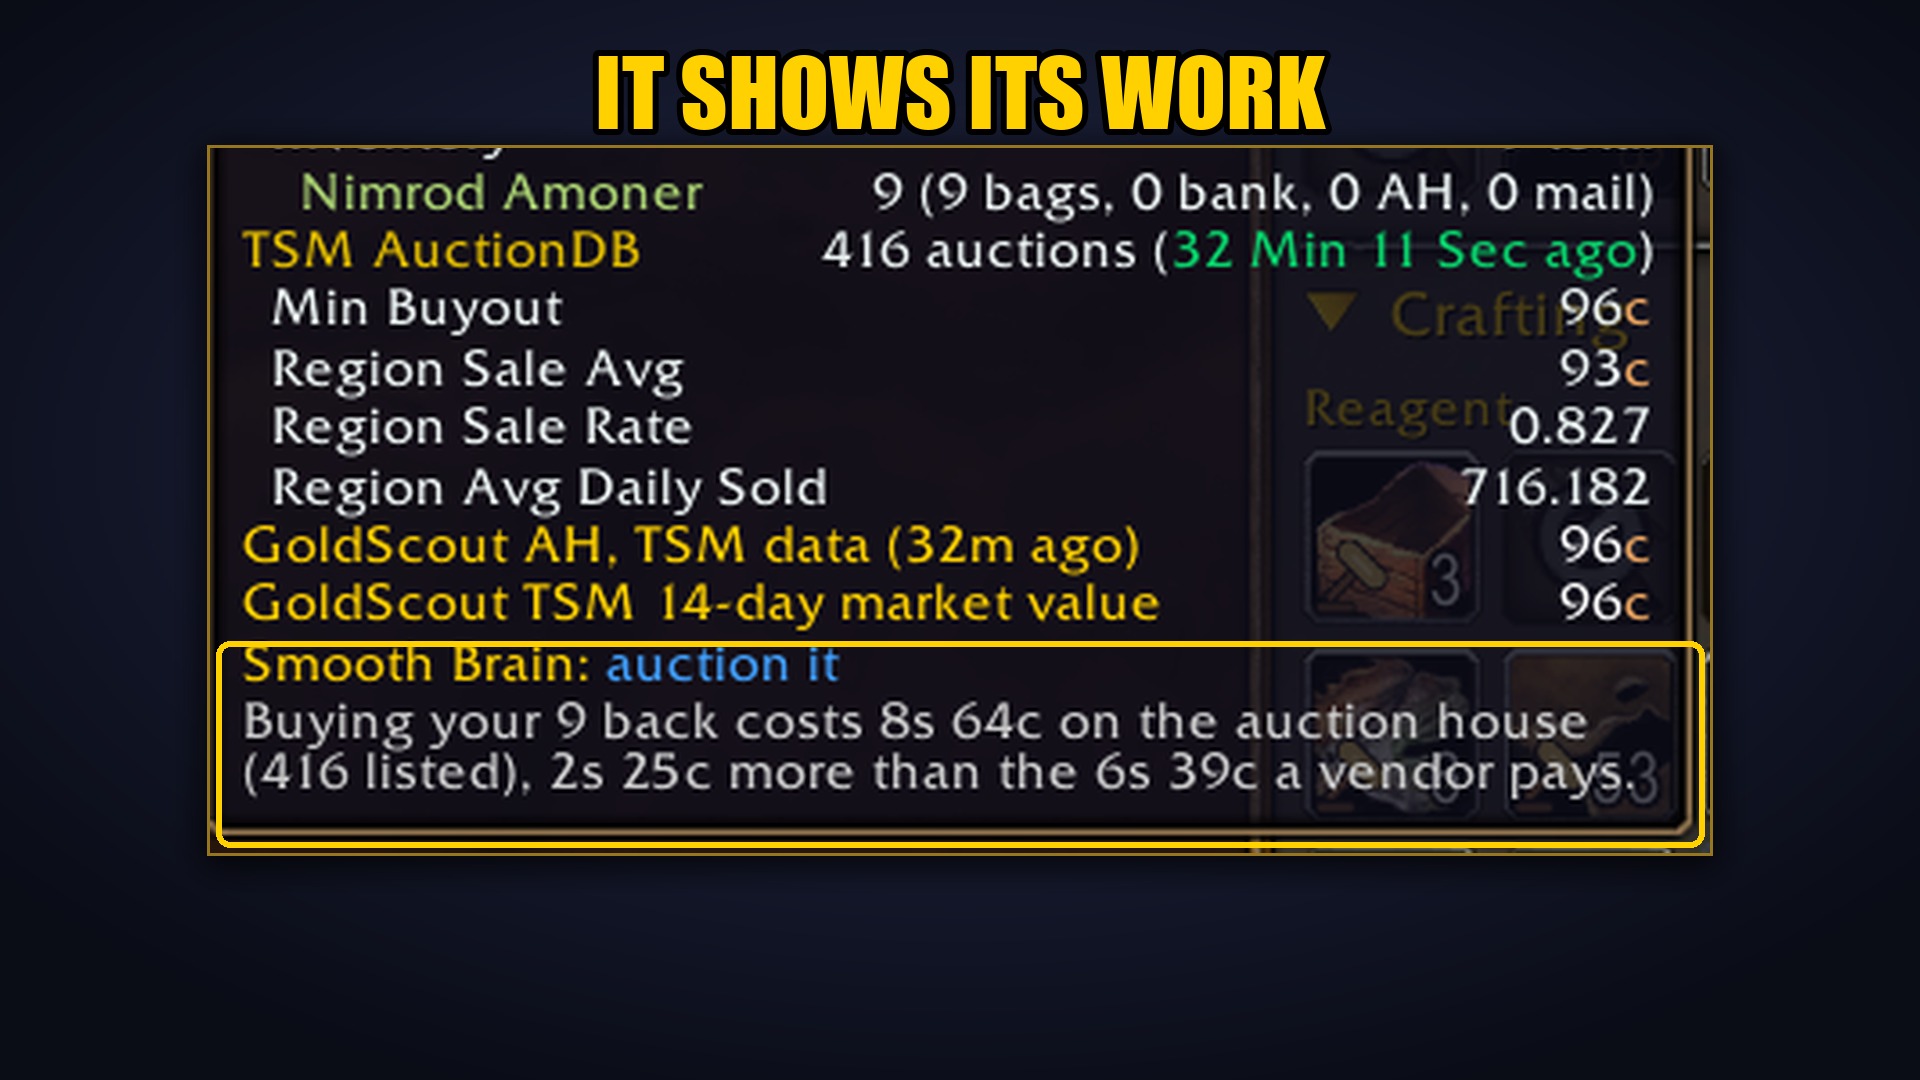 IT SHOWS ITS WORK
Nimrod Amoner 9 (9 bags, 0 bank, 0 AH, 0 mail)
TSM AuctionDB 416 auctions (32 Min 11 Sec ago)
Min Buyout 96c
Crafting
Region Sale Avg 93c
Reagent
Region Sale Rate 0.827
Region Avg Daily Sold 716.182
GoldScout AH, TSM data (32m ago) 96c
3
GoldScout TSM 14-day market value 96c
Smooth Brain: auction it
Buying your 9 back costs 8s 64c on the auction house
(416 listed), 2s 25c more than the 6s 39c a vendor pays.